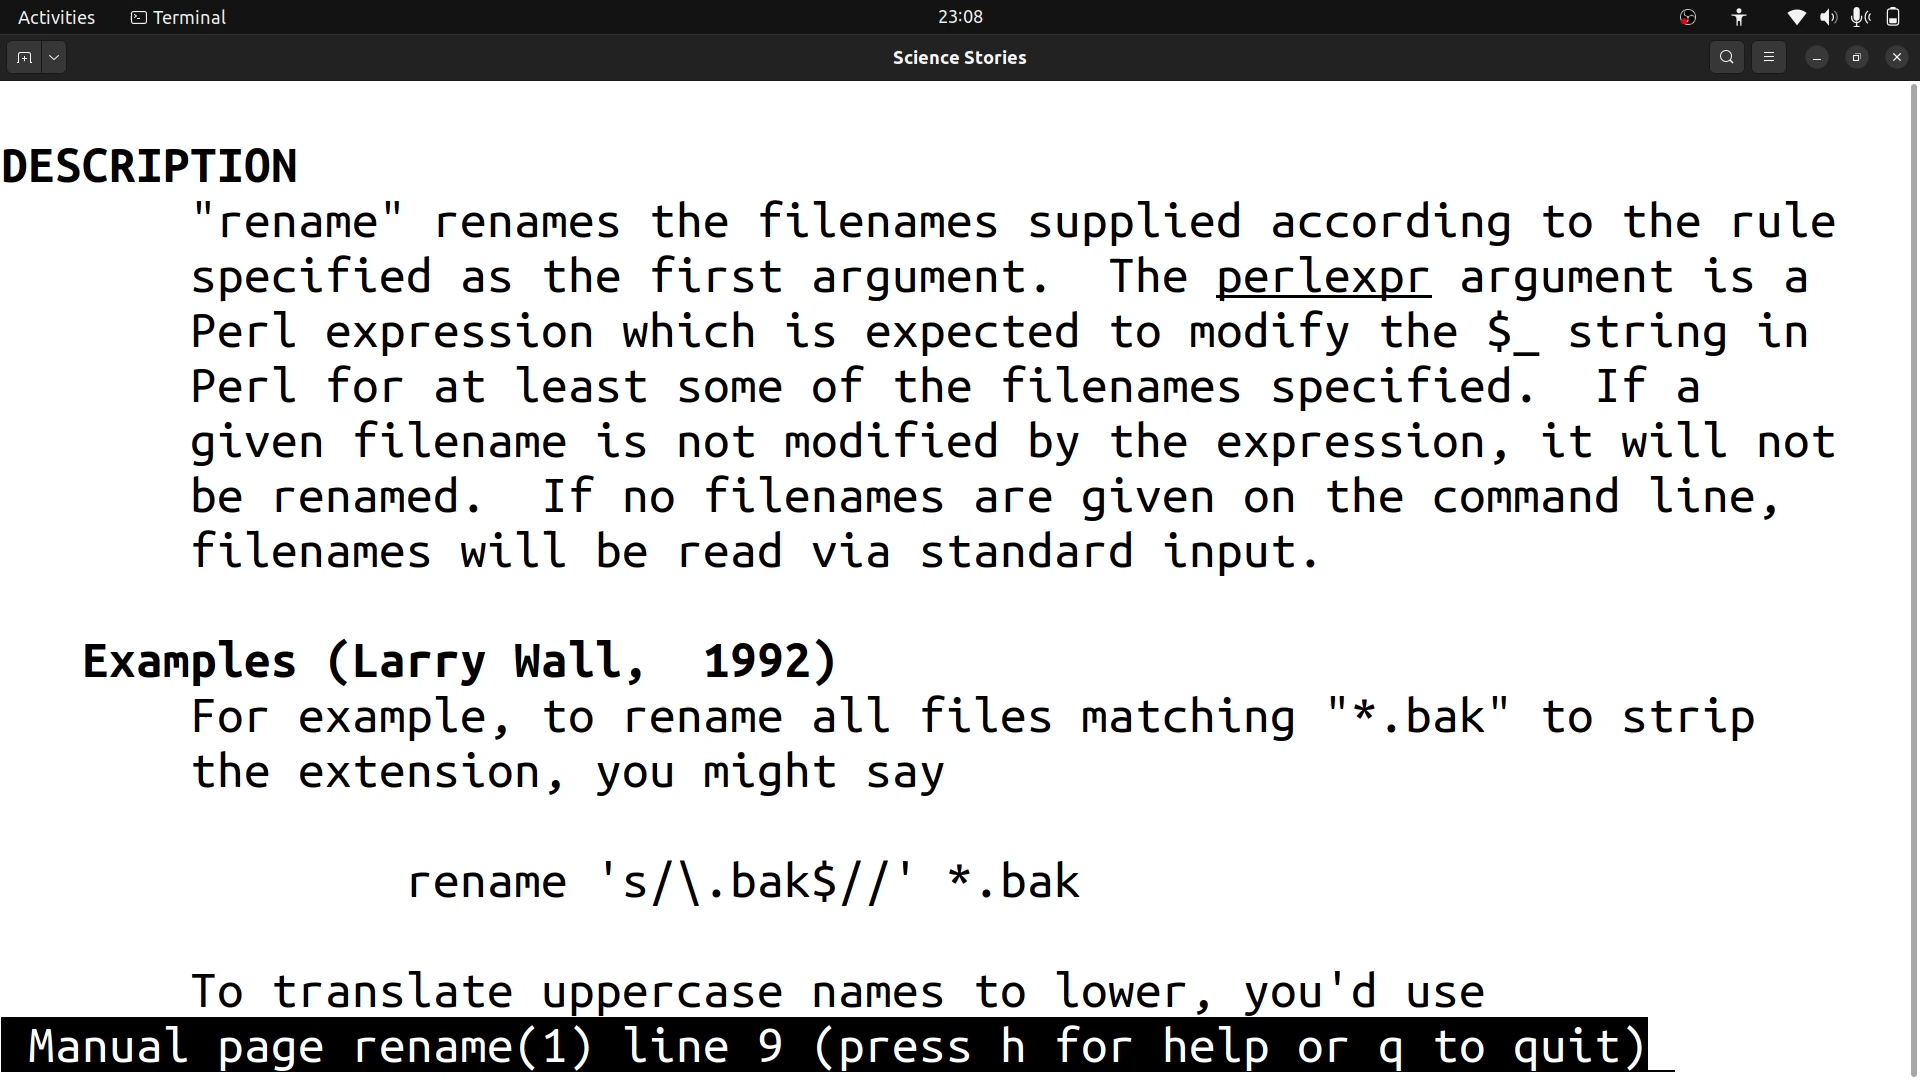 Activities Terminal 23:08
Science Stories
DESCRIPTION
"rename" renames the filenames supplied according to the rule
specified as the first argument.  The perlexpr argument is a
Perl expression which is expected to modify the $_ string in
Perl for at least some of the filenames specified.  If a
given filename is not modified by the expression, it will not
be renamed.  If no filenames are given on the command line,
filenames will be read via standard input.
Examples (Larry Wall,  1992)
For example, to rename all files matching "*.bak" to strip
the extension, you might say
rename 's/\.bak$//' *.bak
To translate uppercase names to lower, you'd use
Manual page rename(1) line 9 (press h for help or q to quit)